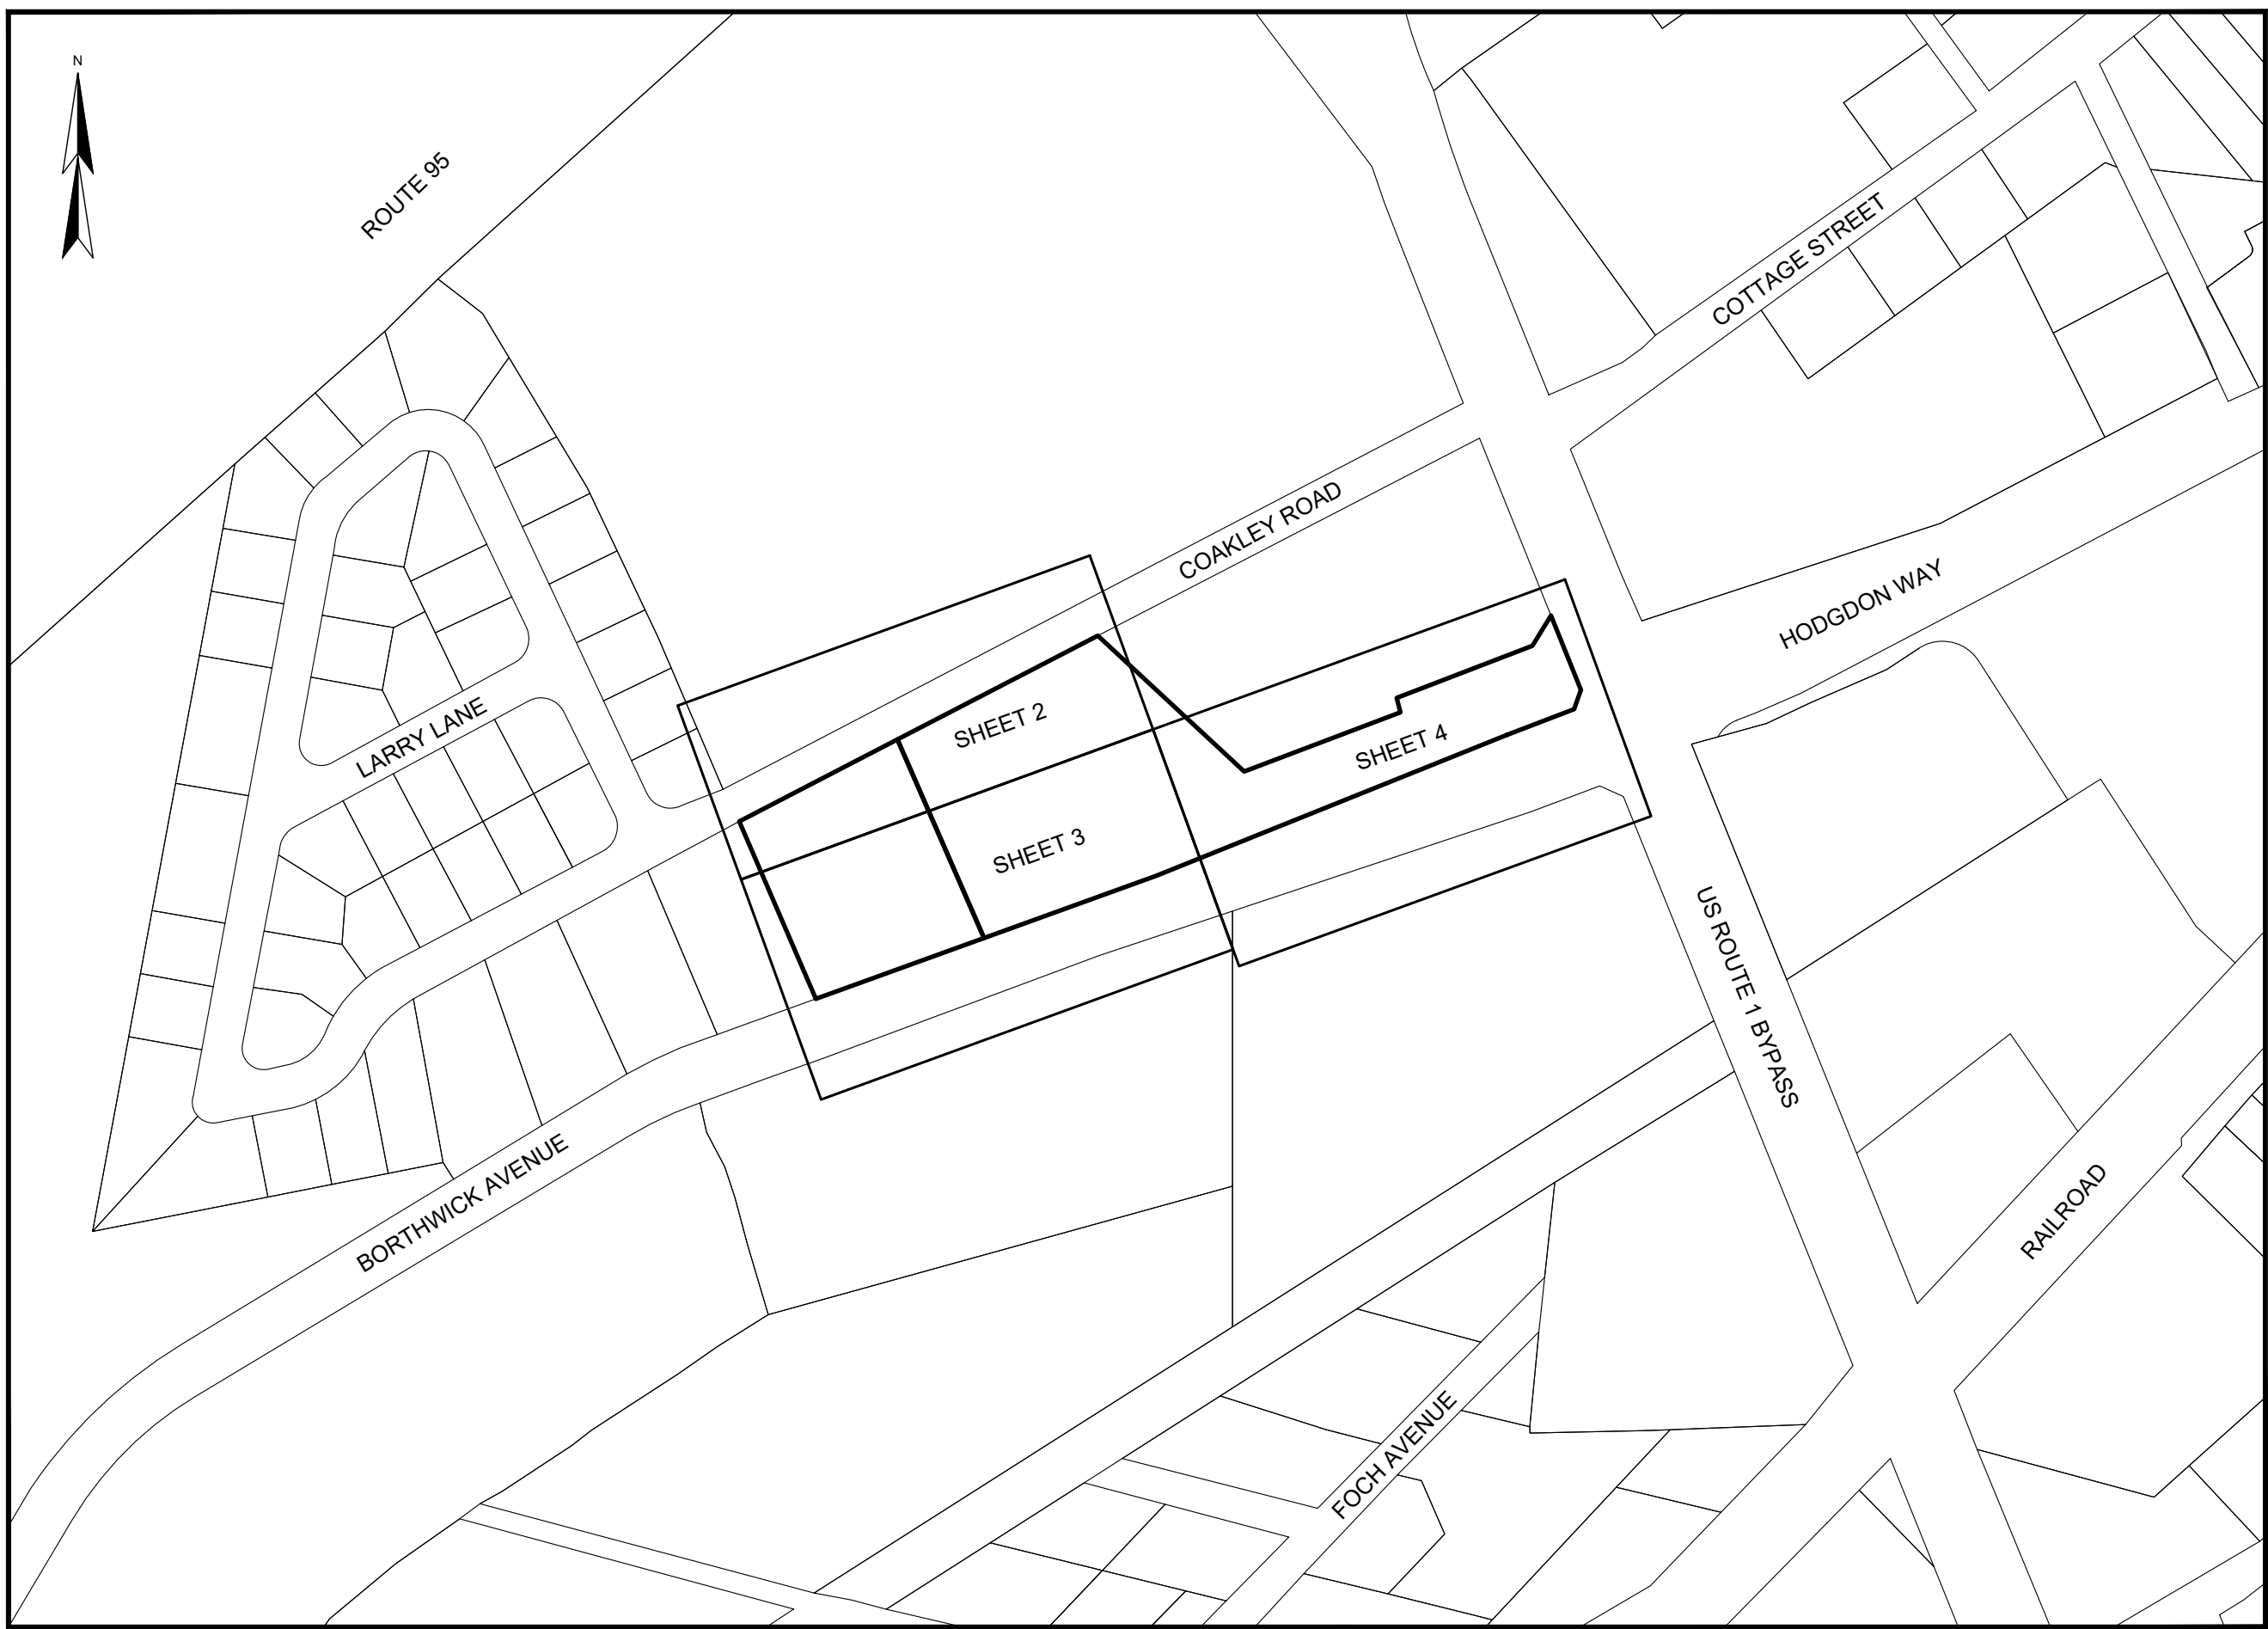 N
ROUTE 95
COTTAGE STREET
COAKLEY ROAD
HODGDON WAY
LARRY LANE
SHEET 2
SHEET 4
SHEET 3
US ROUTE 1 BYPASS
BORTHWICK AVENUE
RAILROAD
FOCH AVENUE